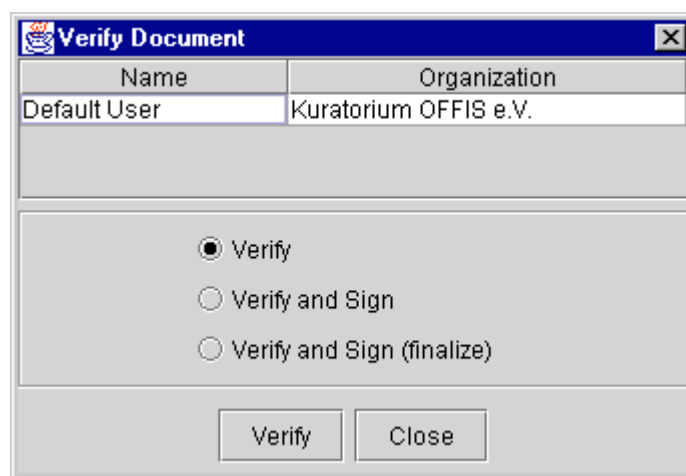 Verify Document
Name Organization
Default User Kuratorium OFFIS e.V.
Verify
Verify and Sign
Verify and Sign (finalize)
Verify Close